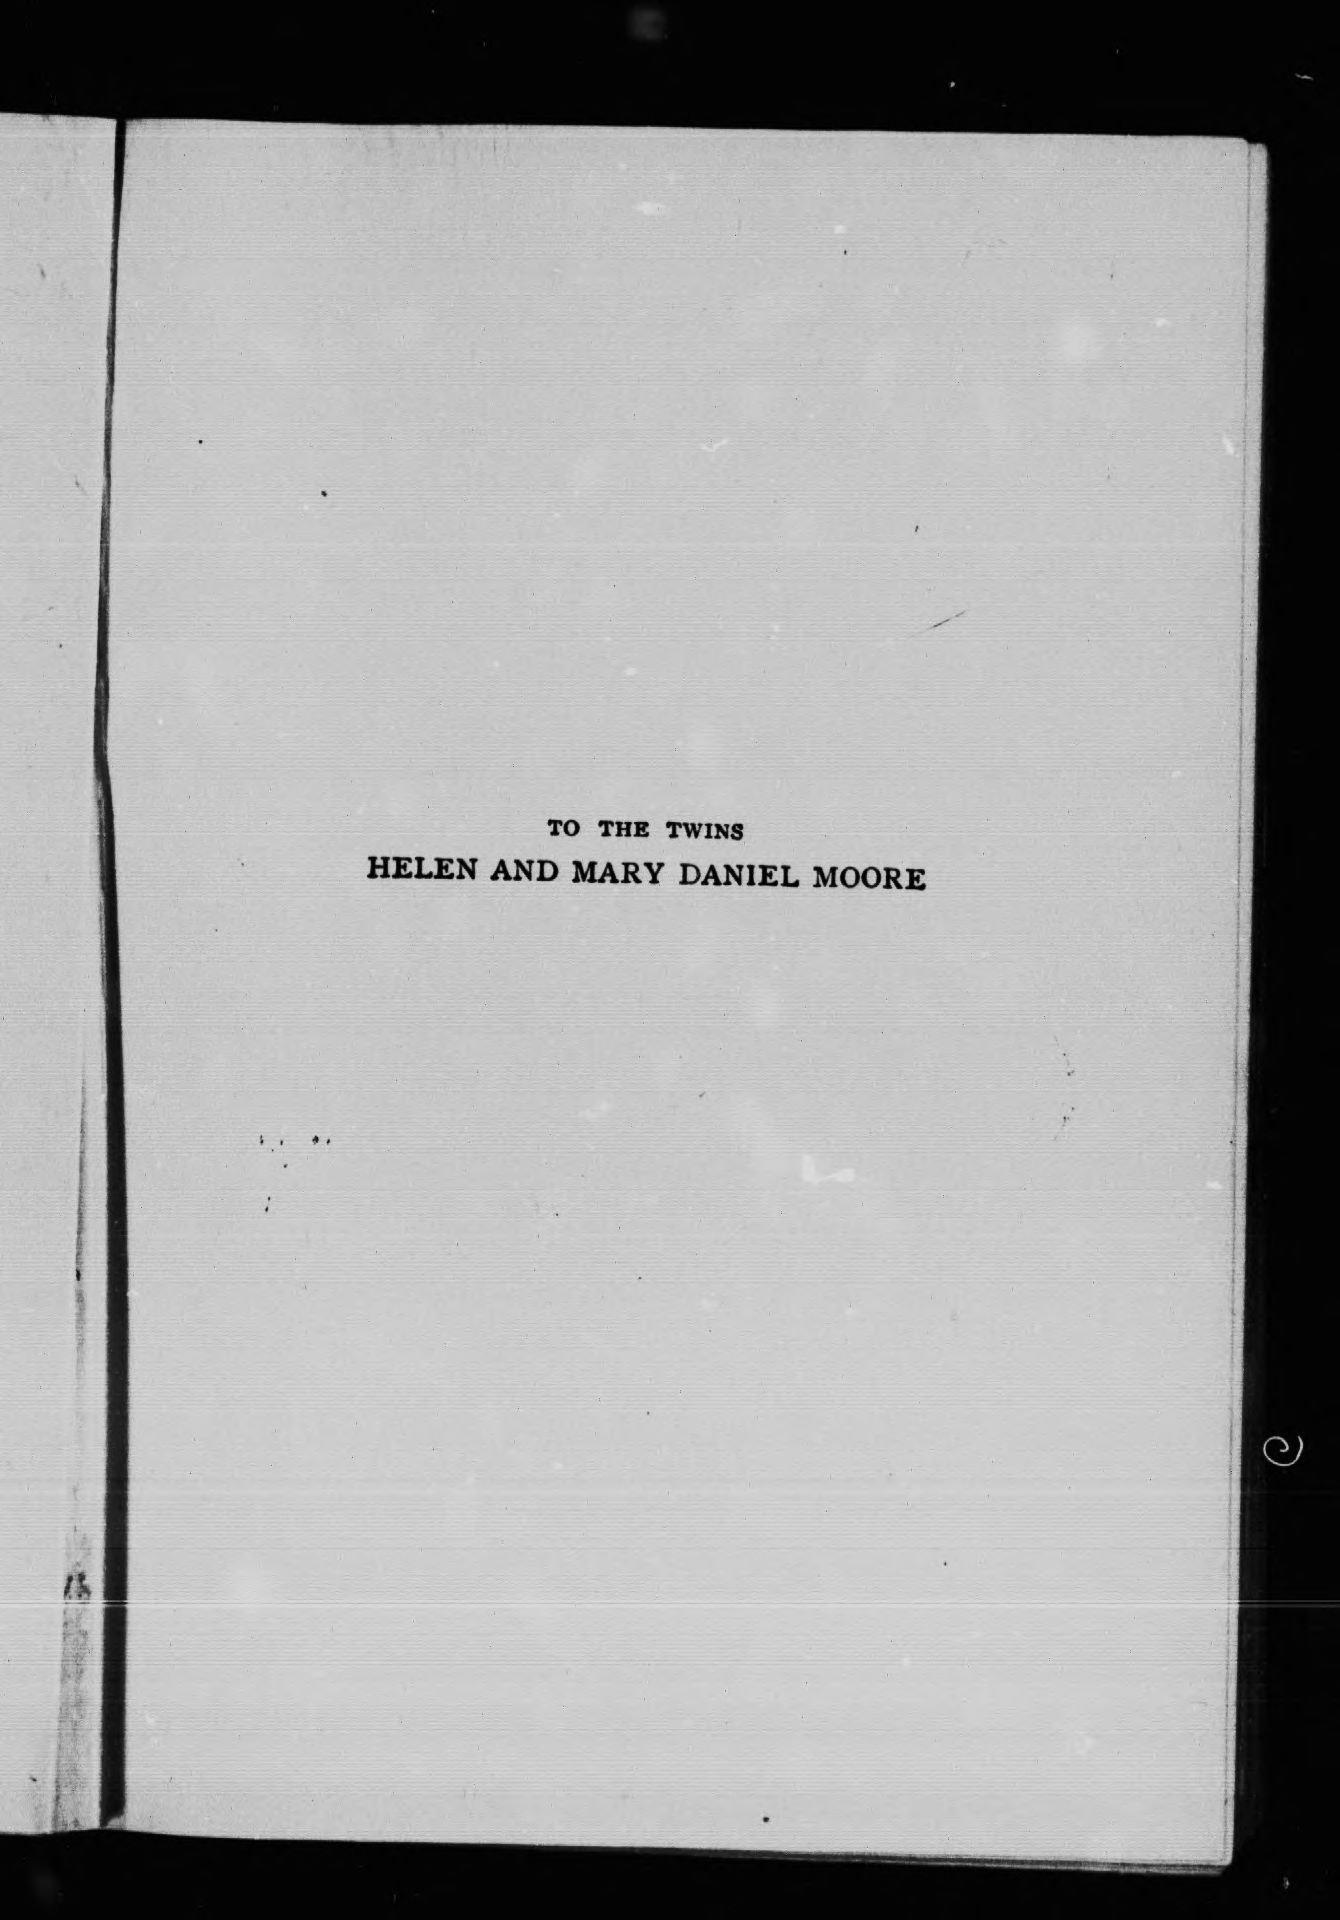 TO THE TWINS
HELEN AND MARY DANIEL MOORE